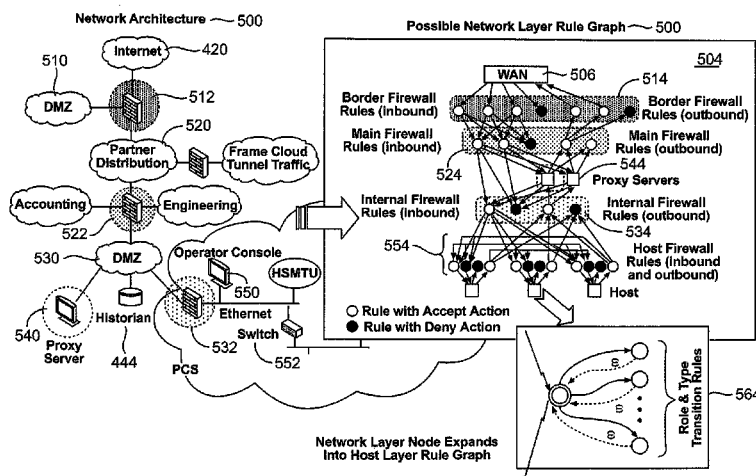 Network Architecture 500
Internet 420
510
DMZ
512
520
Partner
Distribution
Frame Cloud
Tunnel Traffic
Accounting
Engineering
522
530
DMZ
Operator Console
550
HSMTU
Ethernet
Switch
552
540
Proxy
Server
Historian
444
532
PCS
Possible Network Layer Rule Graph 500
504
WAN 506
514
Border Firewall
Rules (inbound)
Border Firewall
Rules (outbound)
Main Firewall
Rules (inbound)
Main Firewall
Rules (outbound)
524
544
Proxy Servers
Internal Firewall
Rules (inbound)
Internal Firewall
Rules (outbound)
534
554
Host Firewall
Rules (inbound
and outbound)
Host
Rule with Accept Action
Rule with Deny Action
ε
ε
ε
Role & Type
Transition Rules
564
Network Layer Node Expands
Into Host Layer Rule Graph